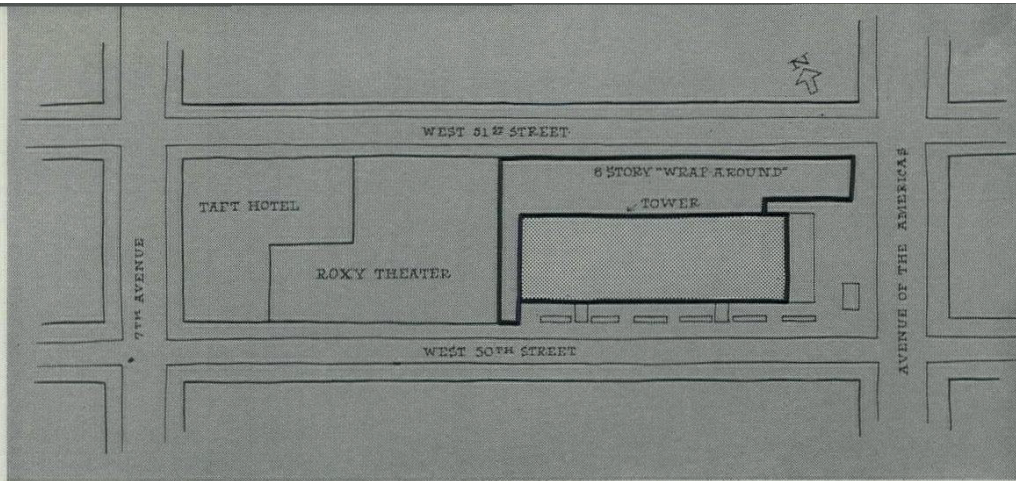 N
WEST 51ST STREET
8 STORY "WRAP AROUND"
TAFT HOTEL
TOWER
ROXY THEATER
7TH AVENUE
AVENUE OF THE AMERICAS
WEST 50TH STREET